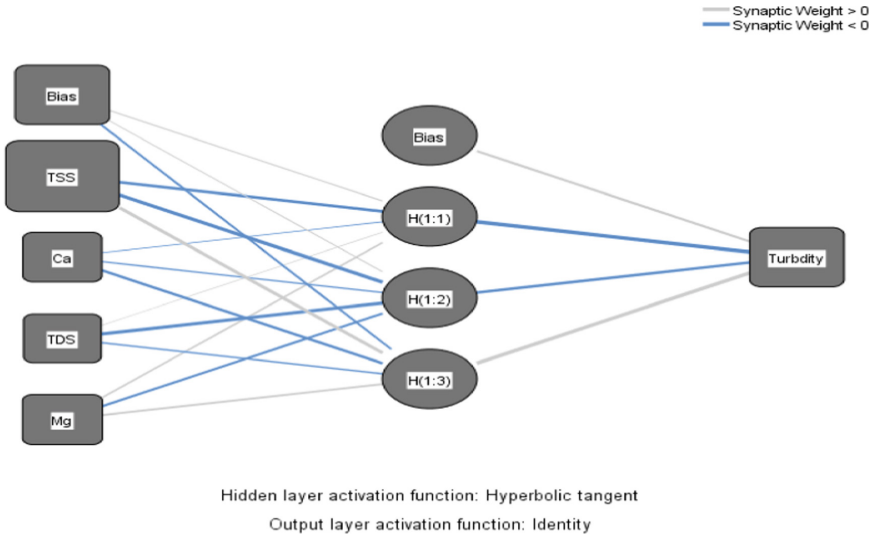 Synaptic Weight > 0
Synaptic Weight < 0
Bias
TSS
Ca
TDS
Mg
Bias
H(1:1)
H(1:2)
H(1:3)
Turbdity
Hidden layer activation function: Hyperbolic tangent
Output layer activation function: Identity